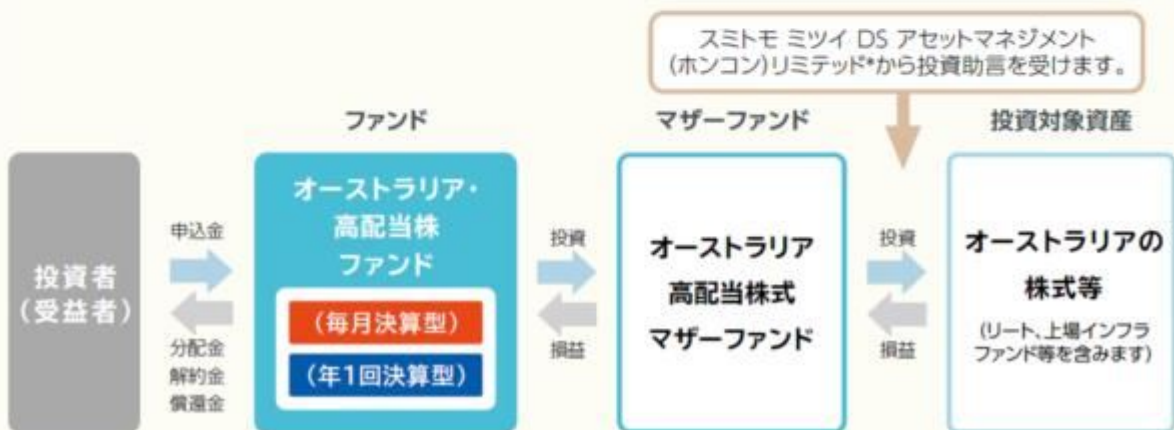 スミトモ ミツイ DS アセットマネジメント
(ホンコン)リミテッド*から投資助言を受けます。
ファンド
マザーファンド
投資対象資産
投資者
(受益者)
申込金
分配金
解約金
償還金
オーストラリア・
高配当株
ファンド
(毎月決算型)
(年1回決算型)
投資
損益
オーストラリア
高配当株式
マザーファンド
投資
損益
オーストラリアの
株式等
(リート、上場インフラ
ファンド等を含みます)